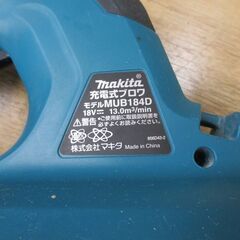 makita
充電式ブロワ
モデルMUB184D
18V⎓ 13.0m³/min
⚠警告
•ご使用前に取扱説明書を
必ずお読みください
株式会社 マキタ
Made in China